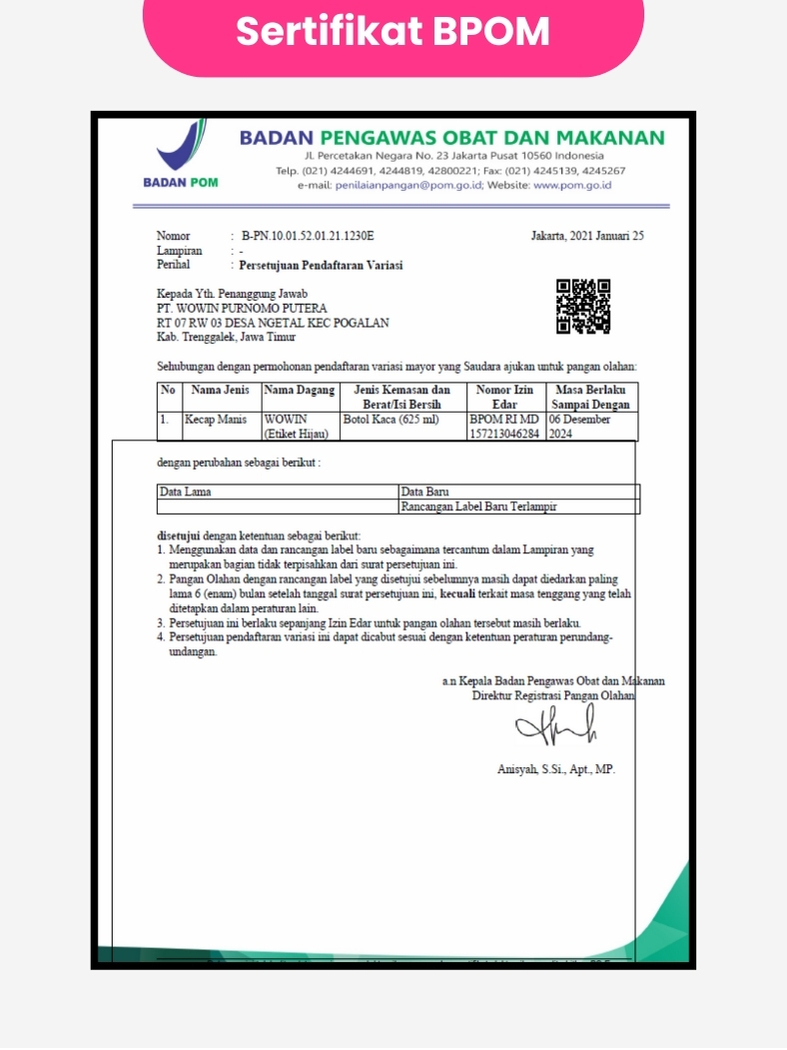 Sertifikat BPOM
BADAN POM
BADAN PENGAWAS OBAT DAN MAKANAN
Jl. Percetakan Negara No. 23 Jakarta Pusat 10560 Indonesia
Telp. (021) 4244691, 4244819, 42800221; Fax: (021) 4245139, 4245267
e-mail: penilaianpangan@pom.go.id; Website: www.pom.go.id
Nomor : B-PN.10.01.52.01.21.1230E Jakarta, 2021 Januari 25
Lampiran : -
Perihal : Persetujuan Pendaftaran Variasi
Kepada Yth. Penanggung Jawab
PT. WOWIN PURNOMO PUTERA
RT 07 RW 03 DESA NGETAL KEC POGALAN
Kab. Trenggalek, Jawa Timur
Sehubungan dengan permohonan pendaftaran variasi mayor yang Saudara ajukan untuk pangan olahan:
No Nama Jenis Nama Dagang Jenis Kemasan dan Nomor Izin Masa Berlaku
Berat/Isi Bersih Edar Sampai Dengan
1. Kecap Manis WOWIN Botol Kaca (625 ml) BPOM RI MD 06 Desember
(Etiket Hijau) 157213046284 2024
dengan perubahan sebagai berikut :
Data Lama Data Baru
Rancangan Label Baru Terlampir
disetujui dengan ketentuan sebagai berikut:
1. Menggunakan data dan rancangan label baru sebagaimana tercantum dalam Lampiran yang
merupakan bagian tidak terpisahkan dari surat persetujuan ini.
2. Pangan Olahan dengan rancangan label yang disetujui sebelumnya masih dapat diedarkan paling
lama 6 (enam) bulan setelah tanggal surat persetujuan ini, kecuali terkait masa tenggang yang telah
ditetapkan dalam peraturan lain.
3. Persetujuan ini berlaku sepanjang Izin Edar untuk pangan olahan tersebut masih berlaku.
4. Persetujuan pendaftaran variasi ini dapat dicabut sesuai dengan ketentuan peraturan perundang-
undangan.
a.n Kepala Badan Pengawas Obat dan Makanan
Direktur Registrasi Pangan Olahan
Anisyah, S.Si., Apt., MP.